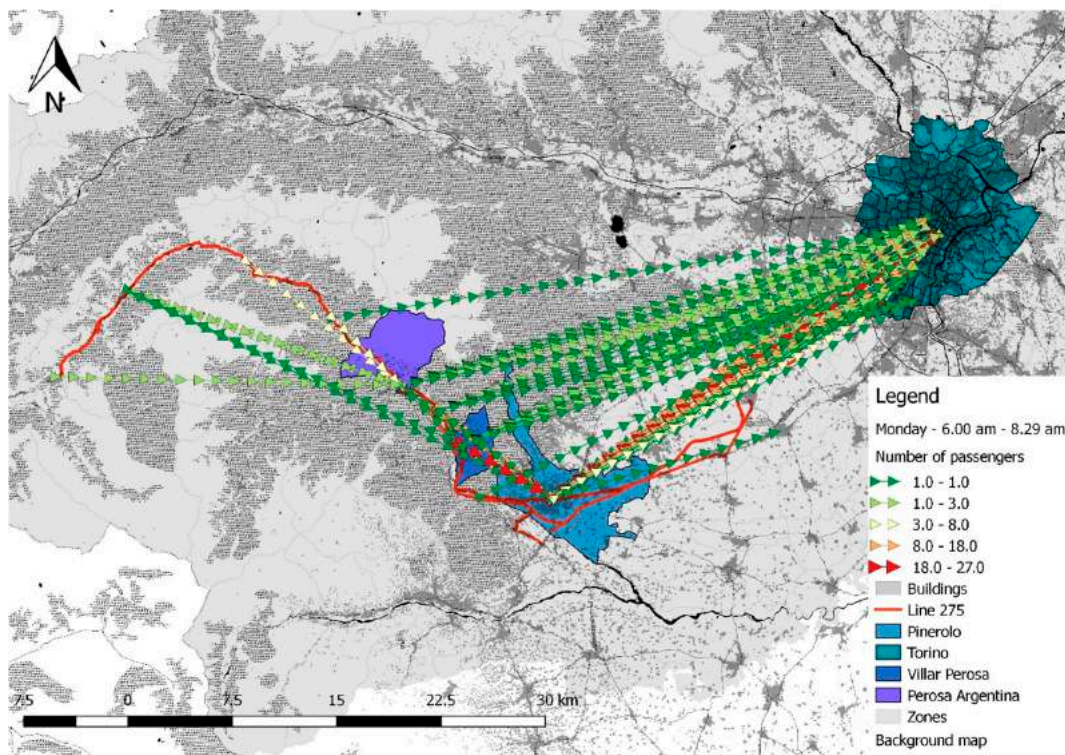 N
Legend
Monday - 6.00 am - 8.29 am
Number of passengers
1.0 - 1.0
1.0 - 3.0
3.0 - 8.0
8.0 - 18.0
18.0 - 27.0
Buildings
Line 275
Pinerolo
Torino
Villar Perosa
Perosa Argentina
Zones
Background map
7.5 0 7.5 15 22.5 30 km